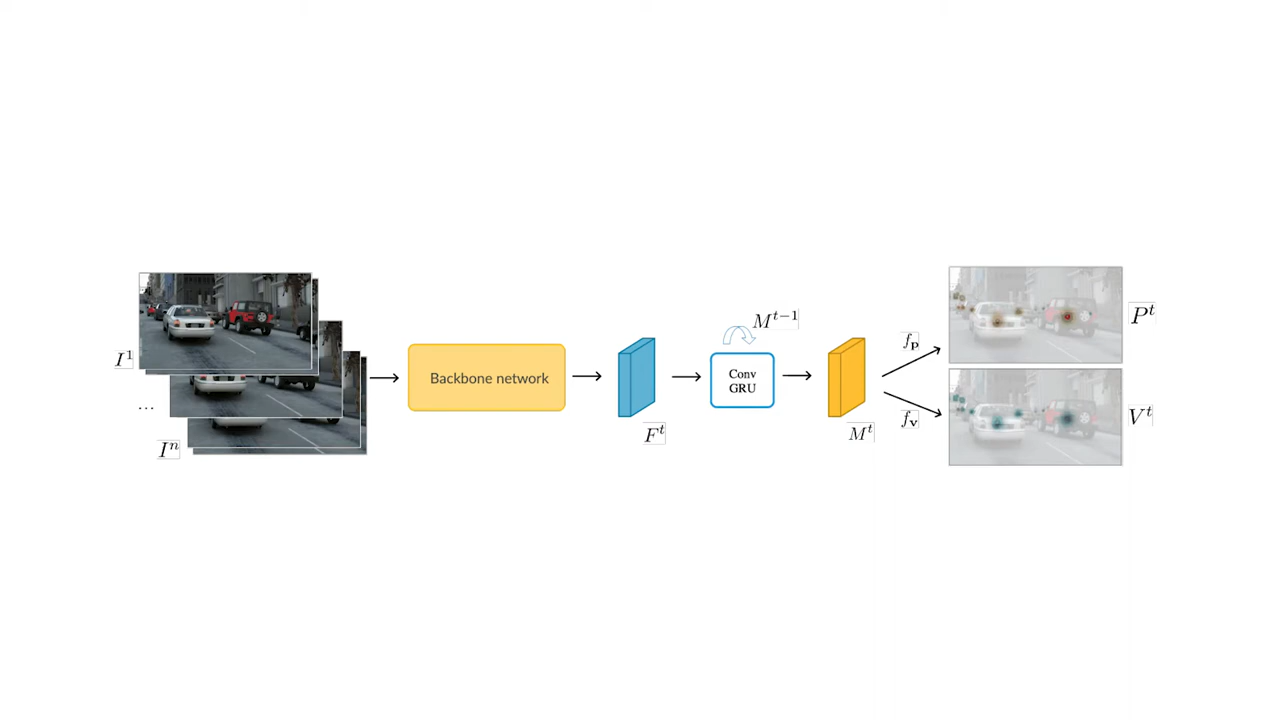 I^1
...
I^n
Backbone network
F^t
M^{t-1}
Conv
GRU
M^t
f_p
f_v
P^t
V^t